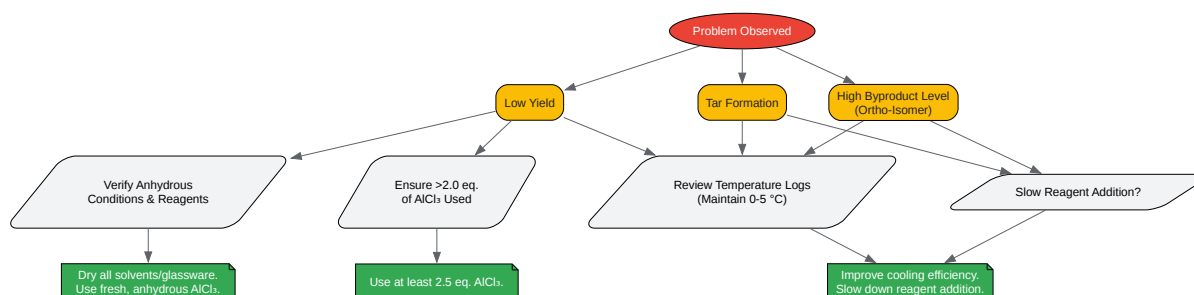 Problem Observed
Low Yield
Tar Formation
High Byproduct Level
(Ortho-Isomer)
Verify Anhydrous
Conditions & Reagents
Ensure >2.0 eq.
of AlCl₃ Used
Review Temperature Logs
(Maintain 0-5 °C)
Slow Reagent Addition?
Dry all solvents/glassware.
Use fresh, anhydrous AlCl₃.
Use at least 2.5 eq. AlCl₃.
Improve cooling efficiency.
Slow down reagent addition.